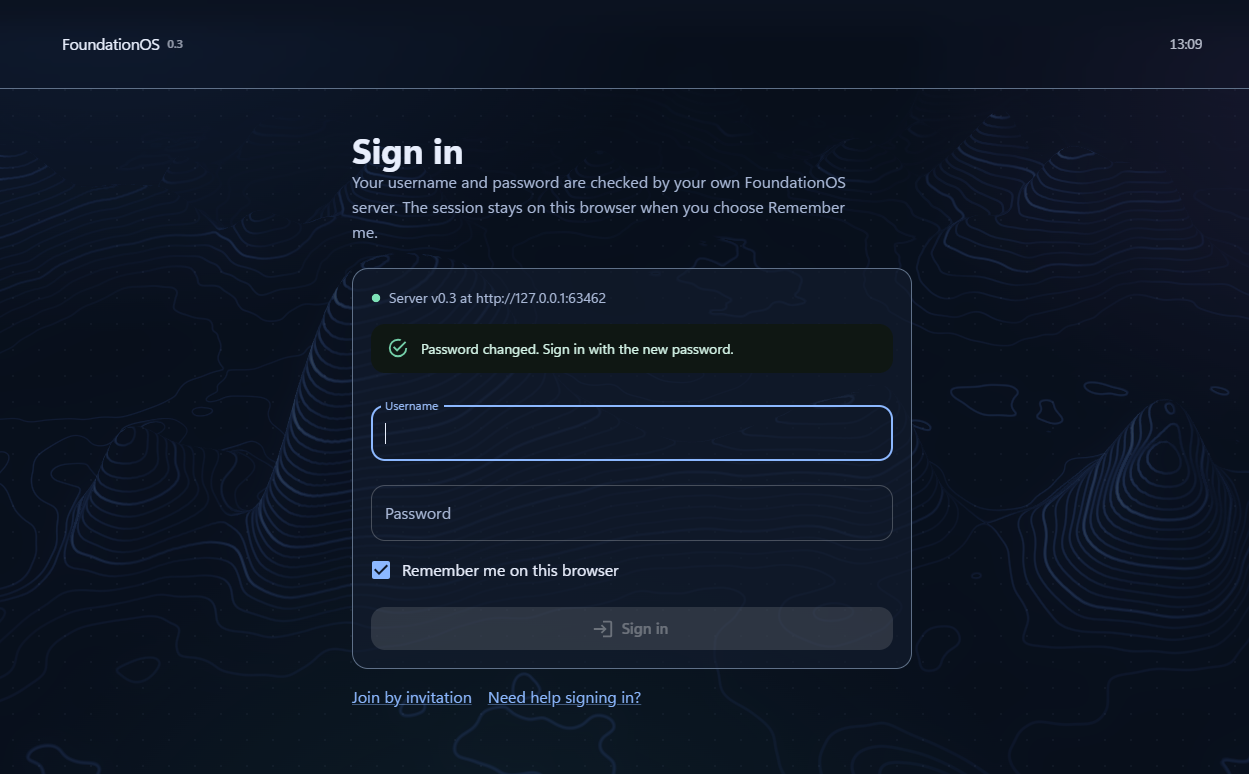 FoundationOS 0.3
13:09
Sign in
Your username and password are checked by your own FoundationOS
server. The session stays on this browser when you choose Remember
me.
Server v0.3 at http://127.0.0.1:63462
Password changed. Sign in with the new password.
Username
Password
Remember me on this browser
Sign in
Join by invitation Need help signing in?